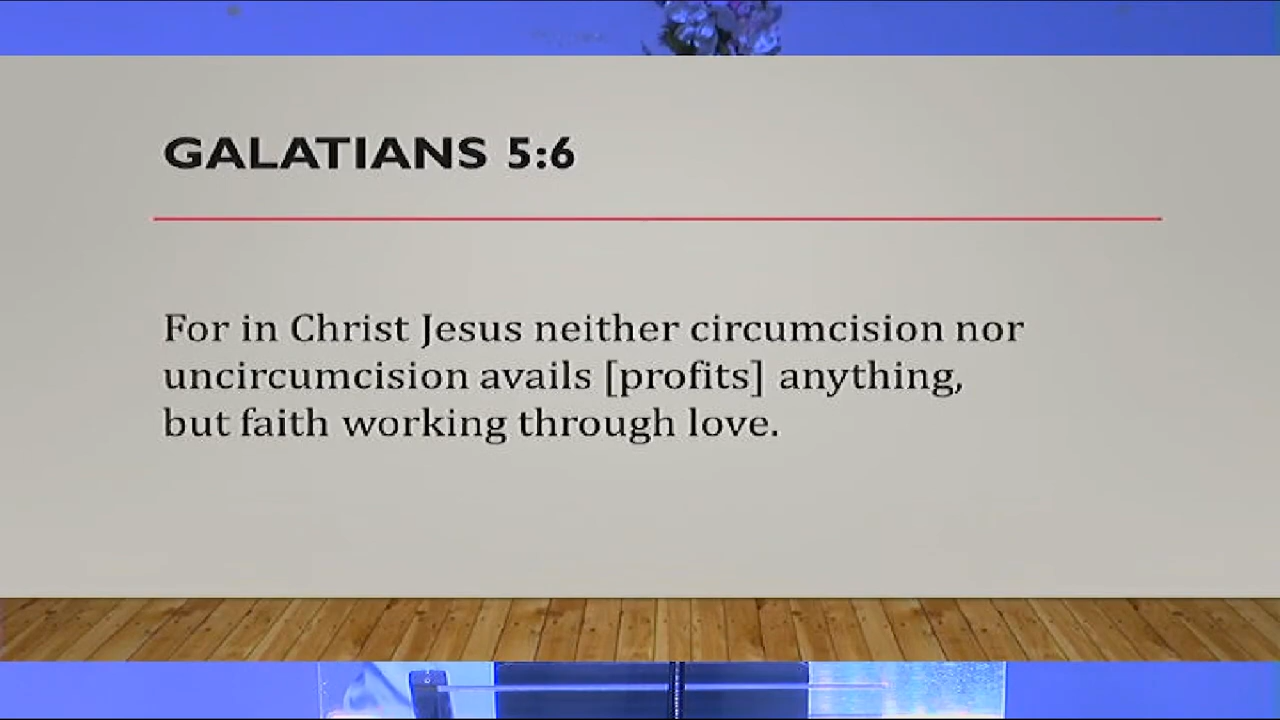 GALATIANS 5:6
For in Christ Jesus neither circumcision nor
uncircumcision avails [profits] anything,
but faith working through love.